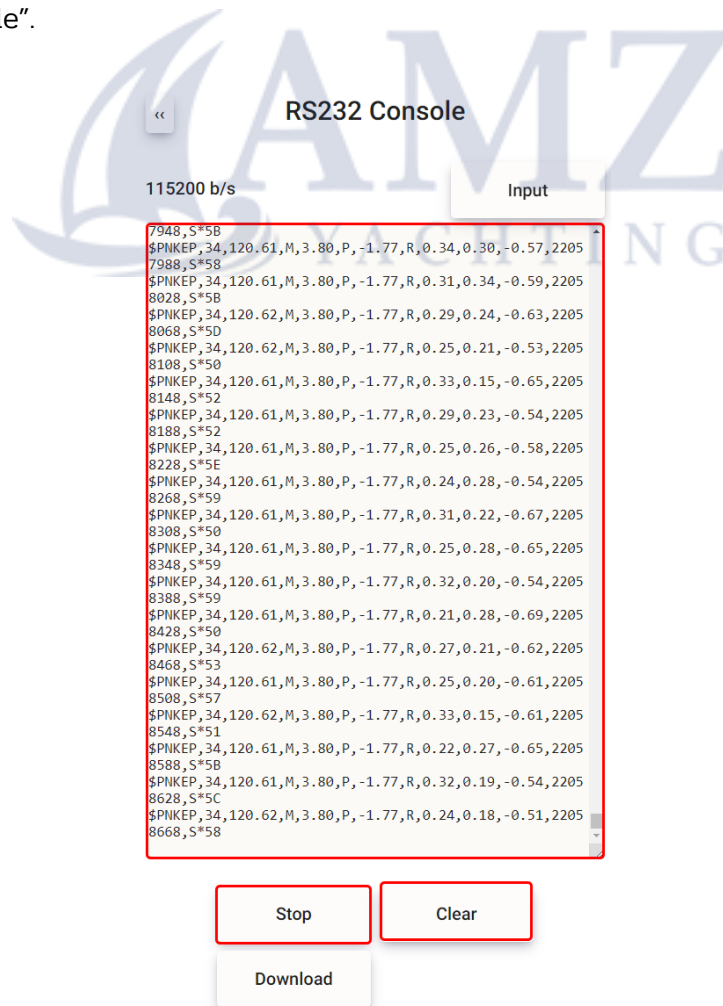 le”.
AMZ
YACHTING
‹‹
RS232 Console
115200 b/s
Input
7948,S*5B
$PNKEP,34,120.61,M,3.80,P,-1.77,R,0.34,0.30,-0.57,2205
7988,S*58
$PNKEP,34,120.61,M,3.80,P,-1.77,R,0.31,0.34,-0.59,2205
8028,S*5B
$PNKEP,34,120.62,M,3.80,P,-1.77,R,0.29,0.24,-0.63,2205
8068,S*5D
$PNKEP,34,120.62,M,3.80,P,-1.77,R,0.25,0.21,-0.53,2205
8108,S*50
$PNKEP,34,120.61,M,3.80,P,-1.77,R,0.33,0.15,-0.65,2205
8148,S*52
$PNKEP,34,120.61,M,3.80,P,-1.77,R,0.29,0.23,-0.54,2205
8188,S*52
$PNKEP,34,120.61,M,3.80,P,-1.77,R,0.25,0.26,-0.58,2205
8228,S*5E
$PNKEP,34,120.61,M,3.80,P,-1.77,R,0.24,0.28,-0.54,2205
8268,S*59
$PNKEP,34,120.61,M,3.80,P,-1.77,R,0.31,0.22,-0.67,2205
8308,S*50
$PNKEP,34,120.61,M,3.80,P,-1.77,R,0.25,0.28,-0.65,2205
8348,S*59
$PNKEP,34,120.61,M,3.80,P,-1.77,R,0.32,0.20,-0.54,2205
8388,S*59
$PNKEP,34,120.61,M,3.80,P,-1.77,R,0.21,0.28,-0.69,2205
8428,S*50
$PNKEP,34,120.62,M,3.80,P,-1.77,R,0.27,0.21,-0.62,2205
8468,S*53
$PNKEP,34,120.61,M,3.80,P,-1.77,R,0.25,0.20,-0.61,2205
8508,S*57
$PNKEP,34,120.62,M,3.80,P,-1.77,R,0.33,0.15,-0.61,2205
8548,S*51
$PNKEP,34,120.61,M,3.80,P,-1.77,R,0.22,0.27,-0.65,2205
8588,S*5B
$PNKEP,34,120.61,M,3.80,P,-1.77,R,0.32,0.19,-0.54,2205
8628,S*5C
$PNKEP,34,120.62,M,3.80,P,-1.77,R,0.24,0.18,-0.51,2205
8668,S*58
Stop
Clear
Download